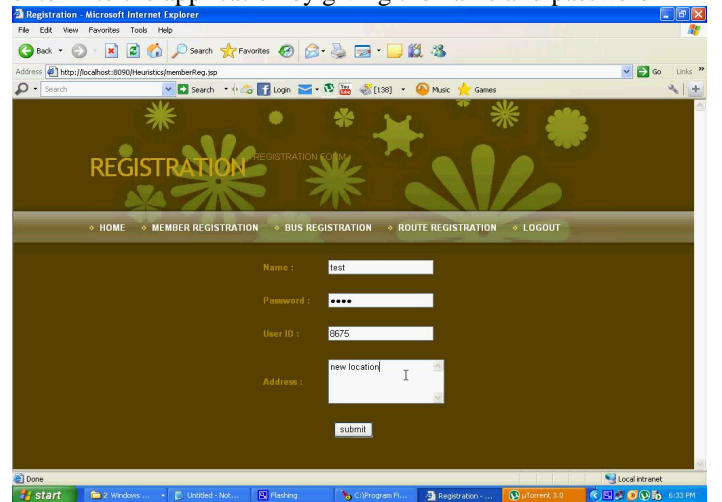 Registration - Microsoft Internet Explorer
File Edit View Favorites Tools Help
Back Search Favorites
Address http://localhost:8090/Heuristics/memberReg.jsp Go Links »
Search Search Login [138] Music Games
REGISTRATION REGISTRATION FORM
HOME MEMBER REGISTRATION BUS REGISTRATION ROUTE REGISTRATION LOGOUT
Name : test
Password : ••••
User ID : 8675
Address : new location
submit
Done Local intranet
start 2 Windows ... Untitled - Not... Flashing C:\Program Fi... Registration - ... µTorrent 3.0 6:33 PM